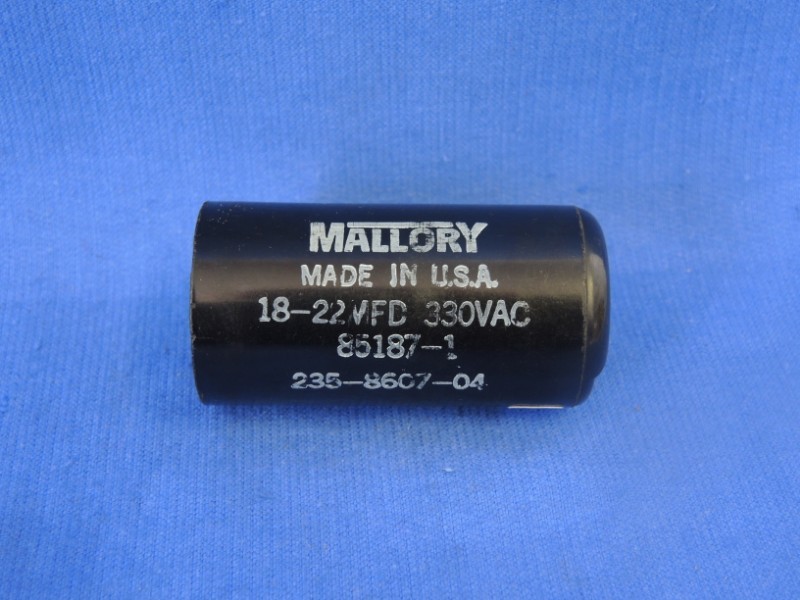 MALLORY
MADE IN U.S.A.
18-22MFD 330VAC
85187-1
235-8607-04